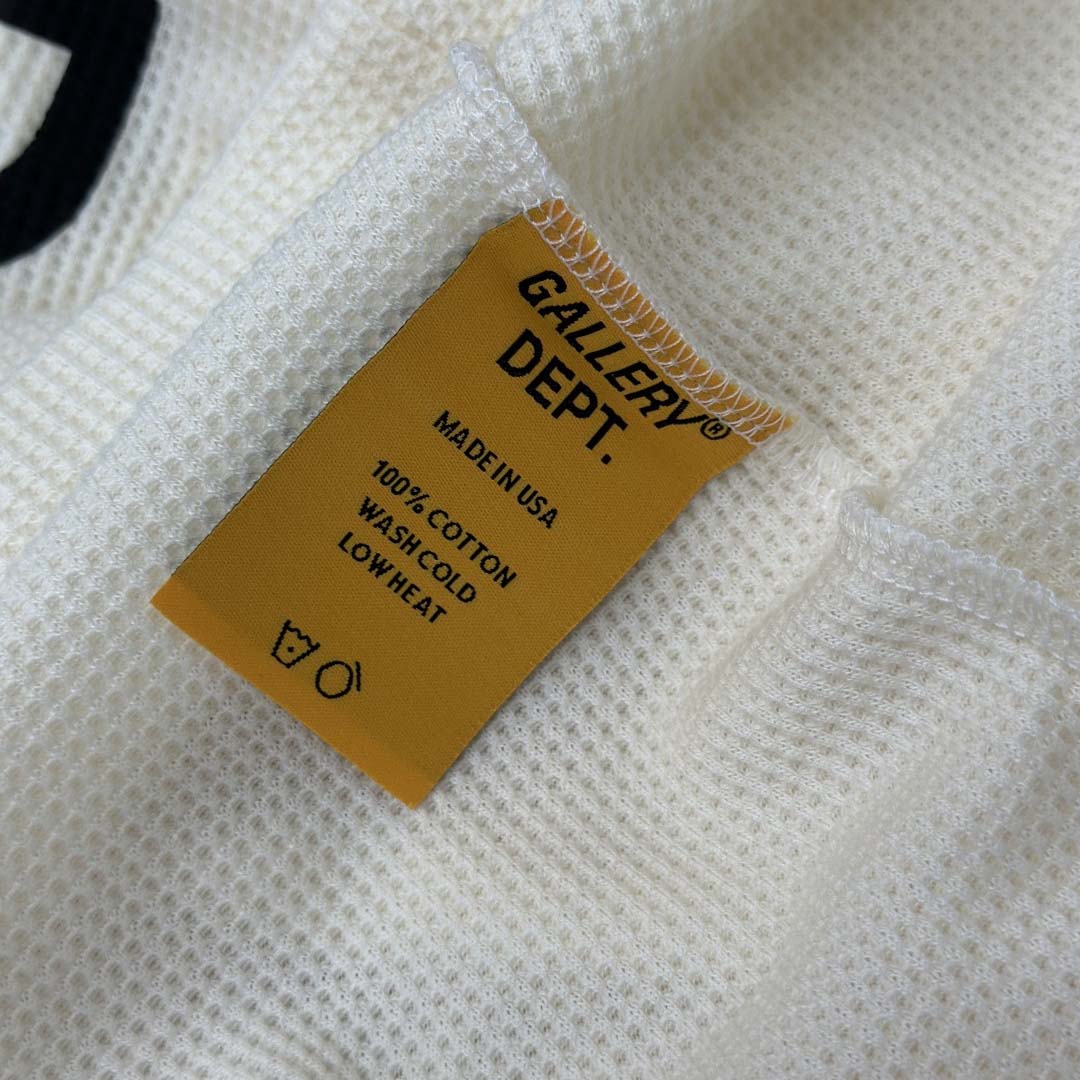 GALLERY®
DEPT.
MADE IN USA
100% COTTON
WASH COLD
LOW HEAT